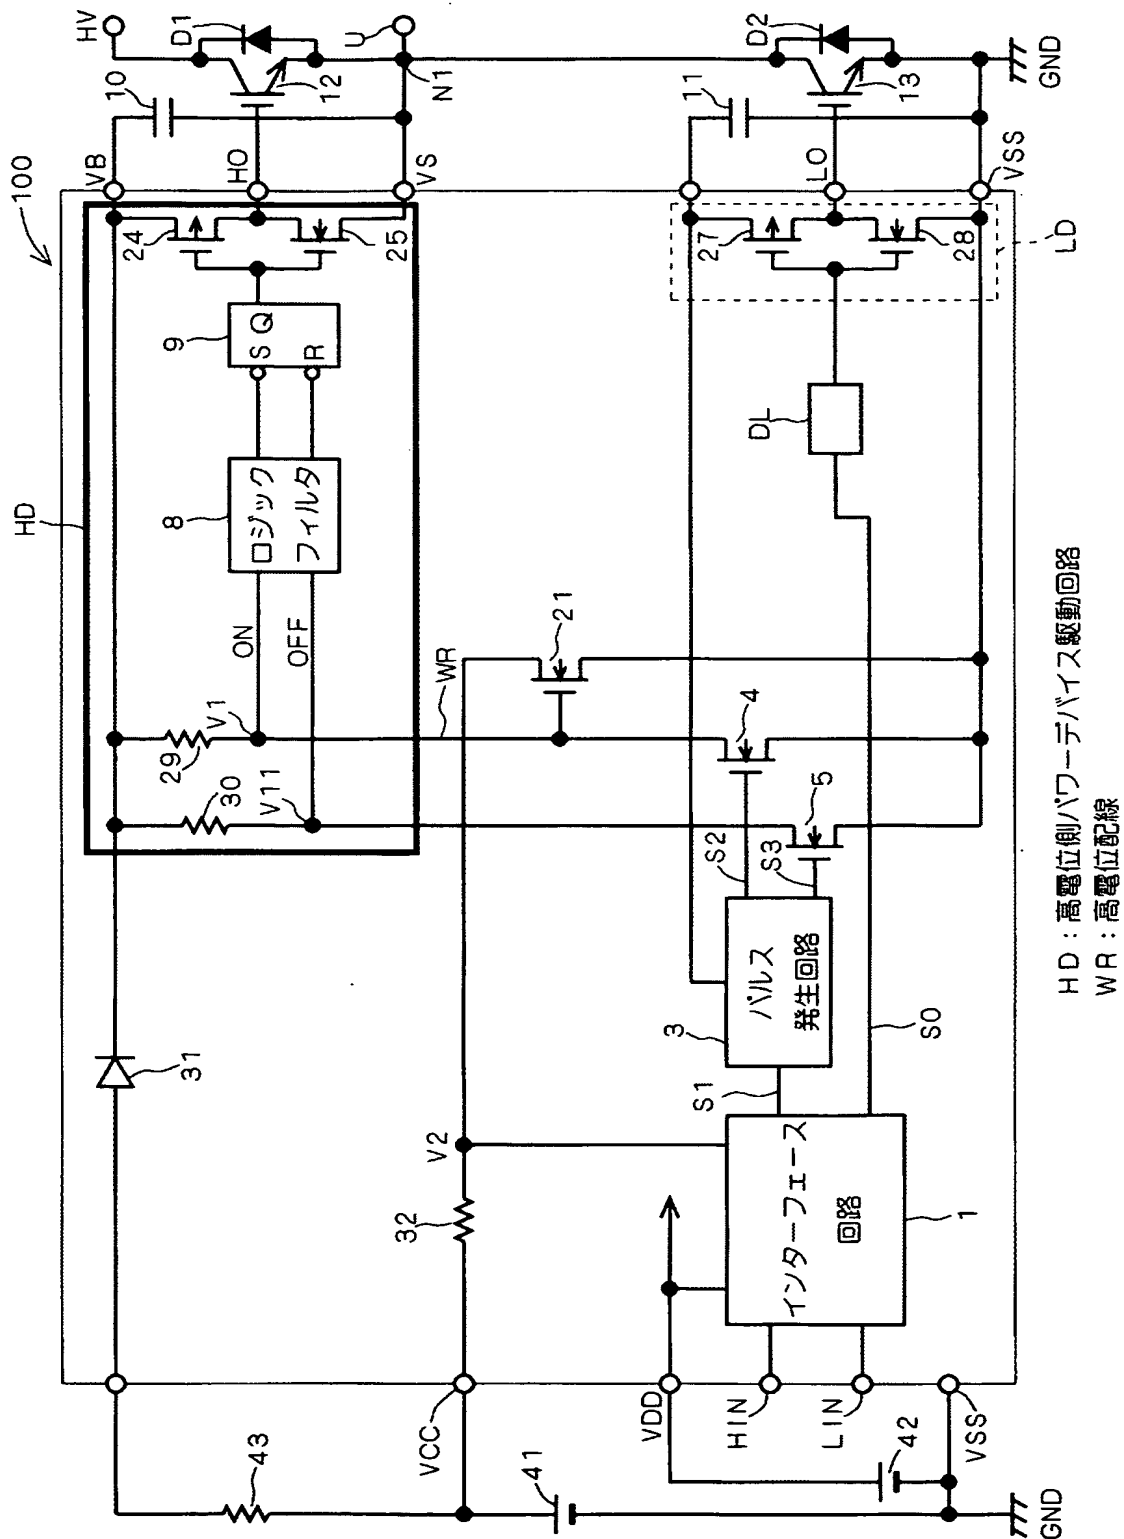 100
HD
HV
D1
U
VB
10
12
N1
HO
VS
24
25
9
S
Q
R
8
ロジック
フィルタ
ON
OFF
V1
29
30
V11
WR
31
43
V2
32
VCC
41
21
4
5
S2
S3
3
パルス
発生回路
S1
S0
インターフェース
回路
1
VDD
HIN
LIN
VSS
42
GND
DL
27
28
LD
11
LO
VSS
D2
13
GND
HD：高電位側パワーデバイス駆動回路
WR：高電位配線